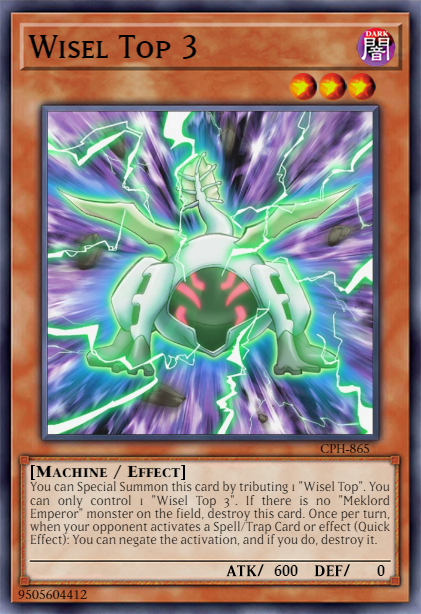 Wisel Top 3
DARK
闇
CPH-865
[Machine / Effect]
You can Special Summon this card by tributing 1 "Wisel Top". You
can only control 1 "Wisel Top 3". If there is no "Meklord
Emperor" monster on the field, destroy this card. Once per turn,
when your opponent activates a Spell/Trap Card or effect (Quick
Effect): You can negate the activation, and if you do, destroy it.
ATK/ 600 DEF/ 0
9505604412